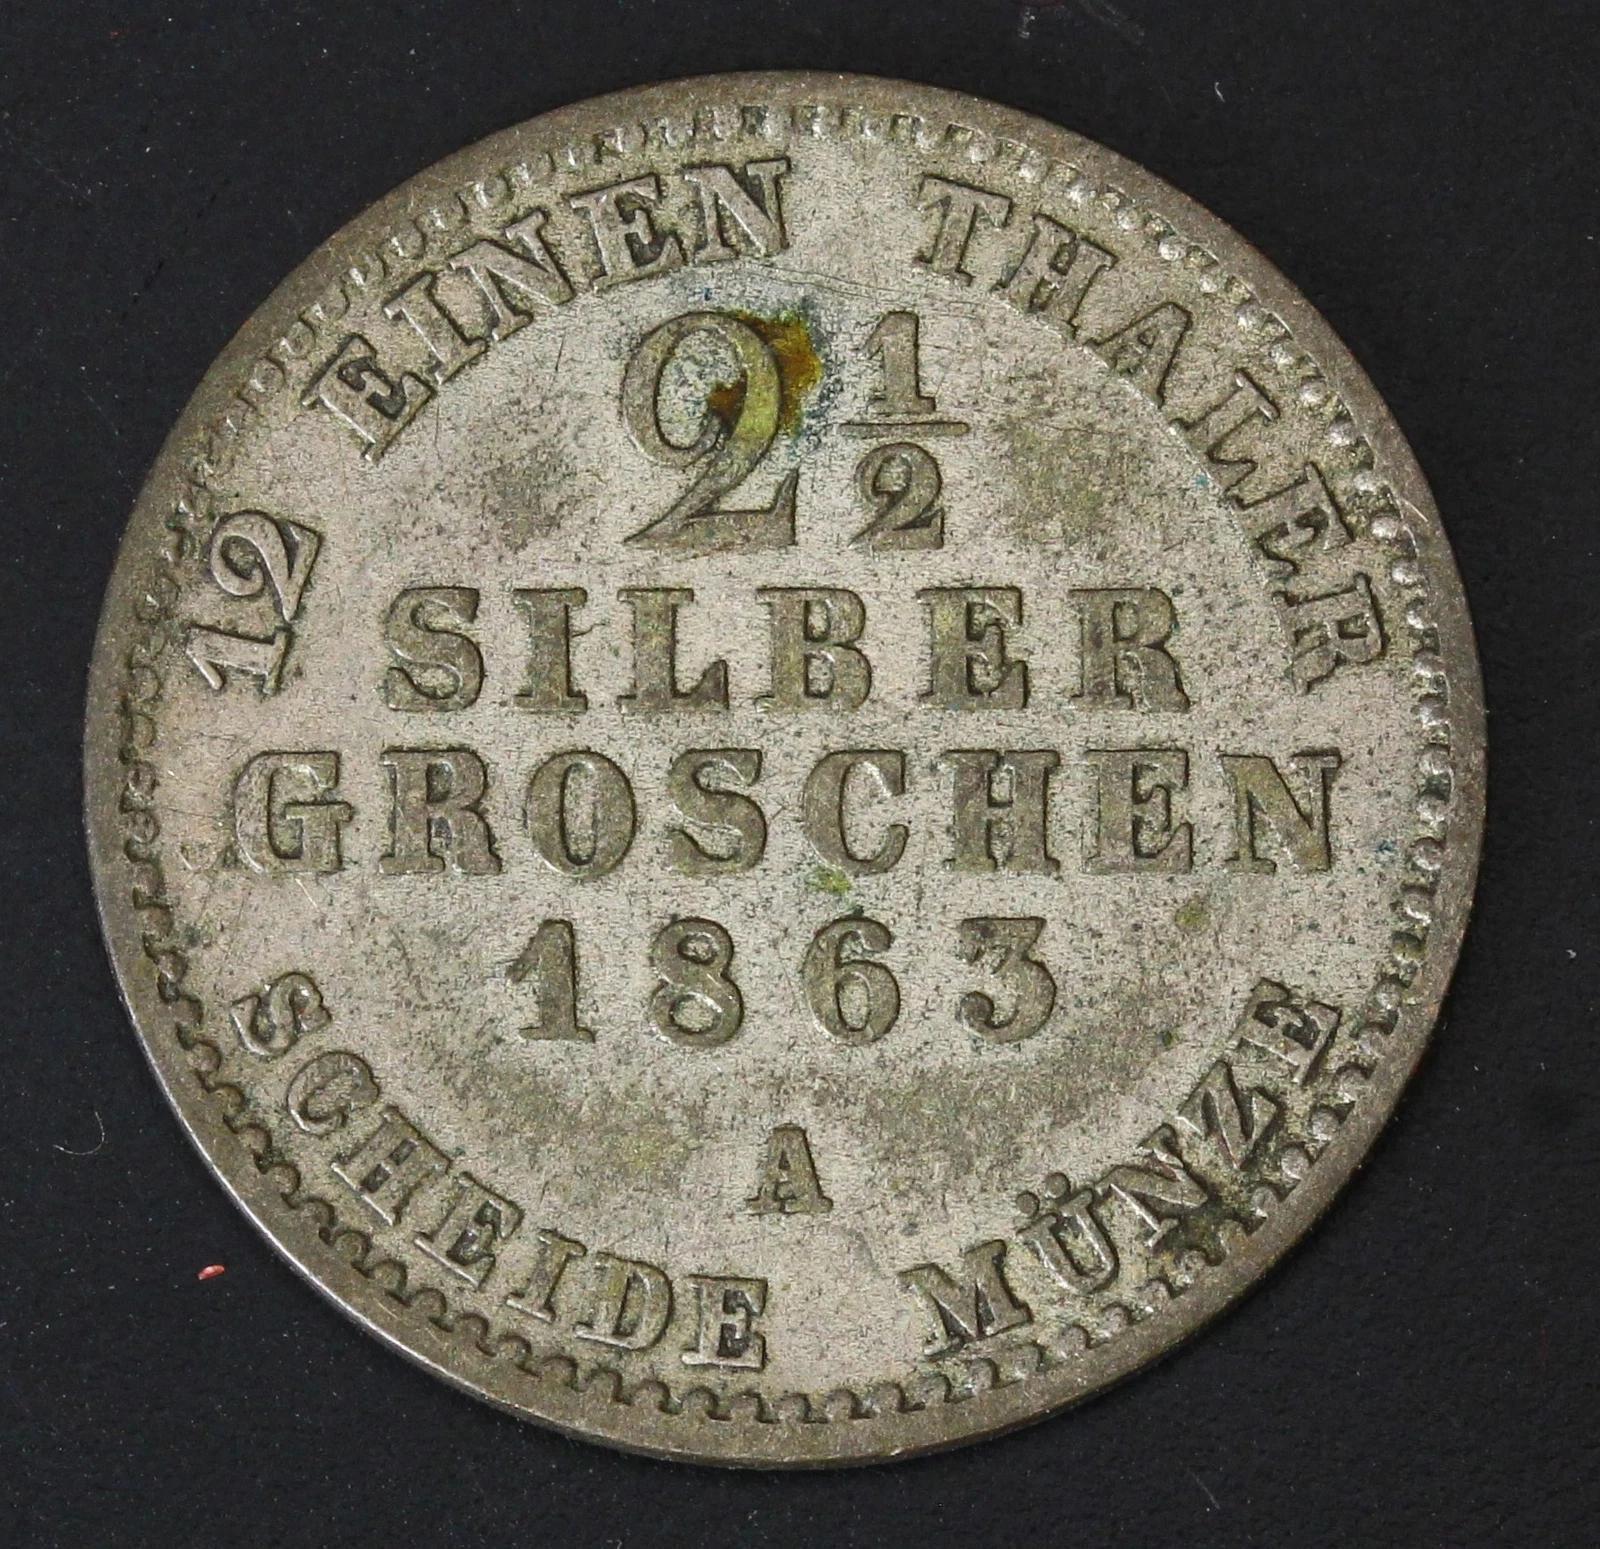 12 EINEN THALER
2 1/2
SILBER
GROSCHEN
1863
A
SCHEIDE MÜNZE